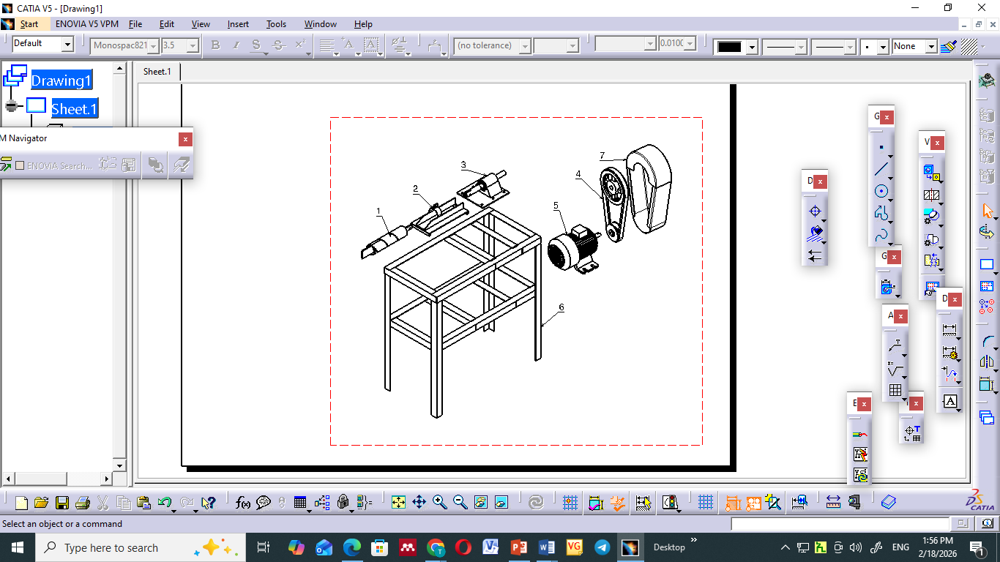 CATIA V5 - [Drawing1]
Start ENOVIA V5 VPM File Edit View Insert Tools Window Help
Default Monospac821 3.5 B I S S (no tolerance) 0.010 None
Drawing1
Sheet.1
Sheet.1
M Navigator x
ENOVIA Search...
1
2
3
4
5
6
7
G x
V x
D x
G x
D x
A x
E x
x
f(x)
CATIA
Select an object or a command
Type here to search
Desktop
ENG
1:56 PM
2/18/2026
1